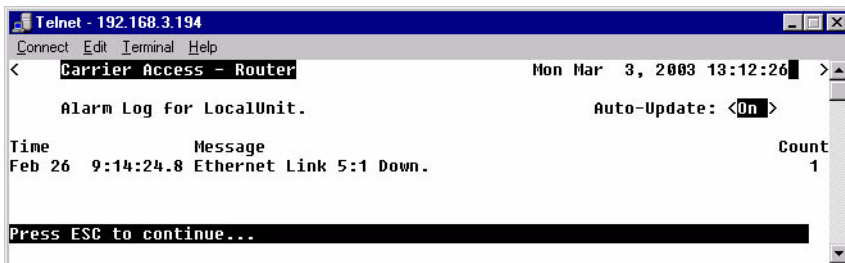 Telnet - 192.168.3.194
Connect Edit Terminal Help
< Carrier Access - Router Mon Mar 3, 2003 13:12:26 >
Alarm Log for LocalUnit. Auto-Update: <On >
Time Message Count
Feb 26 9:14:24.8 Ethernet Link 5:1 Down. 1
Press ESC to continue...